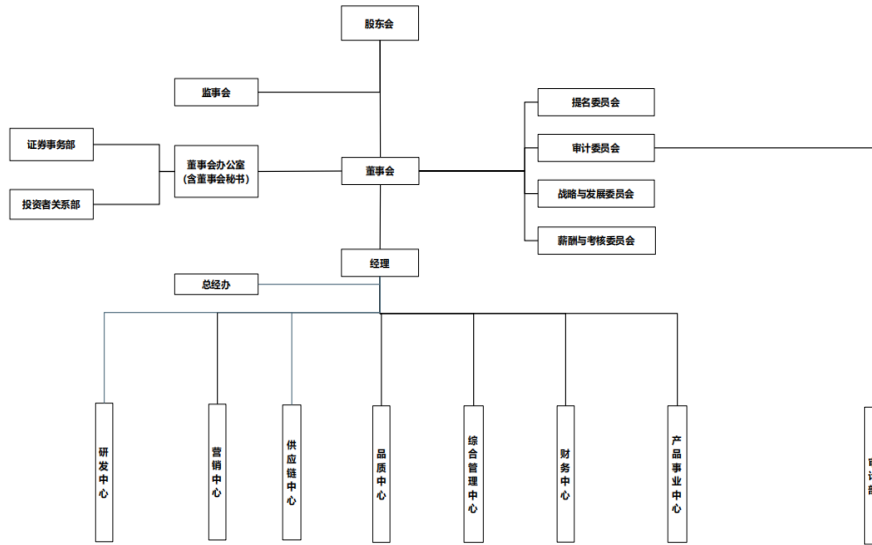 股东会
监事会
提名委员会
证券事务部
审计委员会
董事会办公室
(含董事会秘书)
董事会
投资者关系部
战略与发展委员会
薪酬与考核委员会
经理
总经办
研发中心
营销中心
供应链中心
品质中心
综合管理中心
财务中心
产品事业中心
审计部